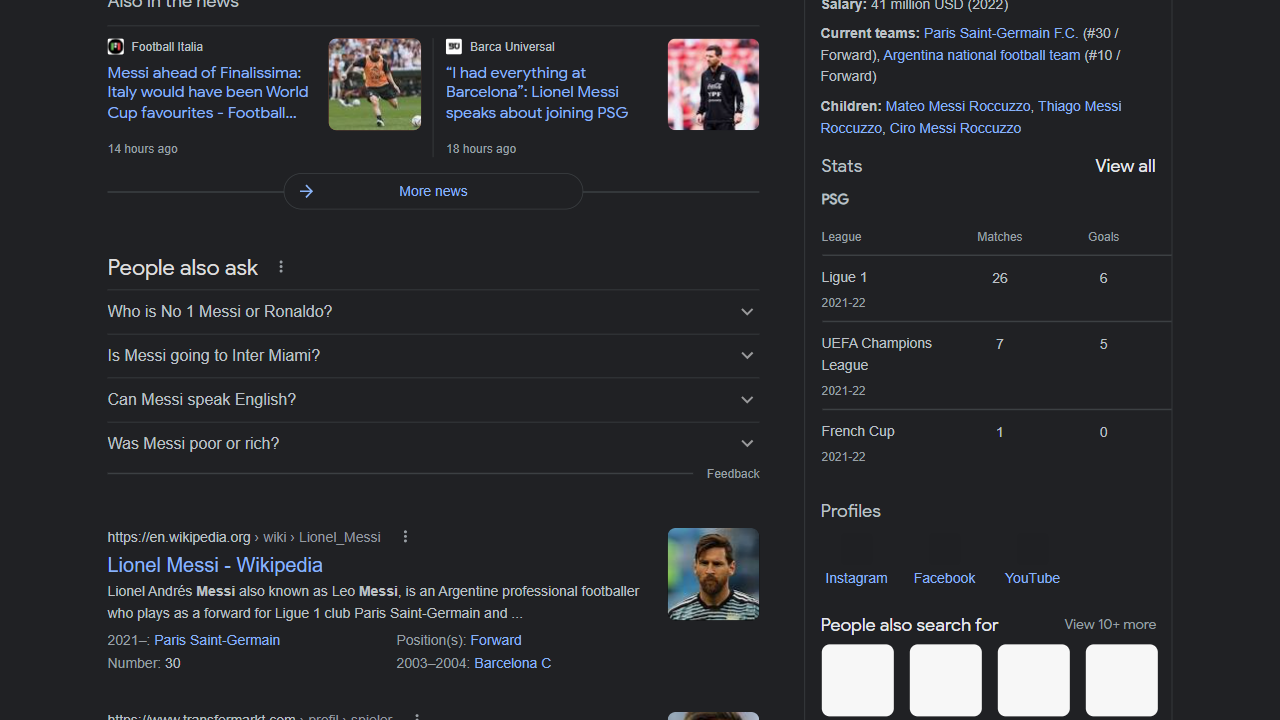 Also in the news
Football Italia
Messi ahead of Finalissima:
Italy would have been World
Cup favourites - Football...
14 hours ago
Barca Universal
“I had everything at
Barcelona”: Lionel Messi
speaks about joining PSG
18 hours ago
More news
People also ask
Who is No 1 Messi or Ronaldo?
Is Messi going to Inter Miami?
Can Messi speak English?
Was Messi poor or rich?
Feedback
https://en.wikipedia.org › wiki › Lionel_Messi
Lionel Messi - Wikipedia
Lionel Andrés Messi also known as Leo Messi, is an Argentine professional footballer
who plays as a forward for Ligue 1 club Paris Saint-Germain and ...
2021–: Paris Saint-Germain Position(s): Forward
Number: 30 2003–2004: Barcelona C
https://www.transfermarkt.com › profil › spieler
Salary: 41 million USD (2022)
Current teams: Paris Saint-Germain F.C. (#30 /
Forward), Argentina national football team (#10 /
Forward)
Children: Mateo Messi Roccuzzo, Thiago Messi
Roccuzzo, Ciro Messi Roccuzzo
Stats View all
PSG
League Matches Goals
Ligue 1 26 6
2021-22
UEFA Champions 7 5
League
2021-22
French Cup 1 0
2021-22
Profiles
Instagram Facebook YouTube
People also search for View 10+ more